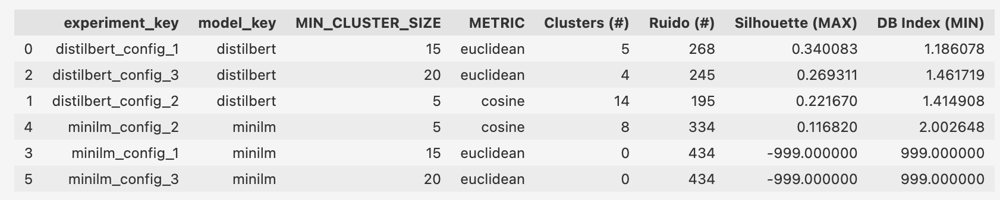 experiment_key model_key MIN_CLUSTER_SIZE METRIC Clusters (#) Ruido (#) Silhouette (MAX) DB Index (MIN)
0 distilbert_config_1 distilbert 15 euclidean 5 268 0.340083 1.186078
2 distilbert_config_3 distilbert 20 euclidean 4 245 0.269311 1.461719
1 distilbert_config_2 distilbert 5 cosine 14 195 0.221670 1.414908
4 minilm_config_2 minilm 5 cosine 8 334 0.116820 2.002648
3 minilm_config_1 minilm 15 euclidean 0 434 -999.000000 999.000000
5 minilm_config_3 minilm 20 euclidean 0 434 -999.000000 999.000000